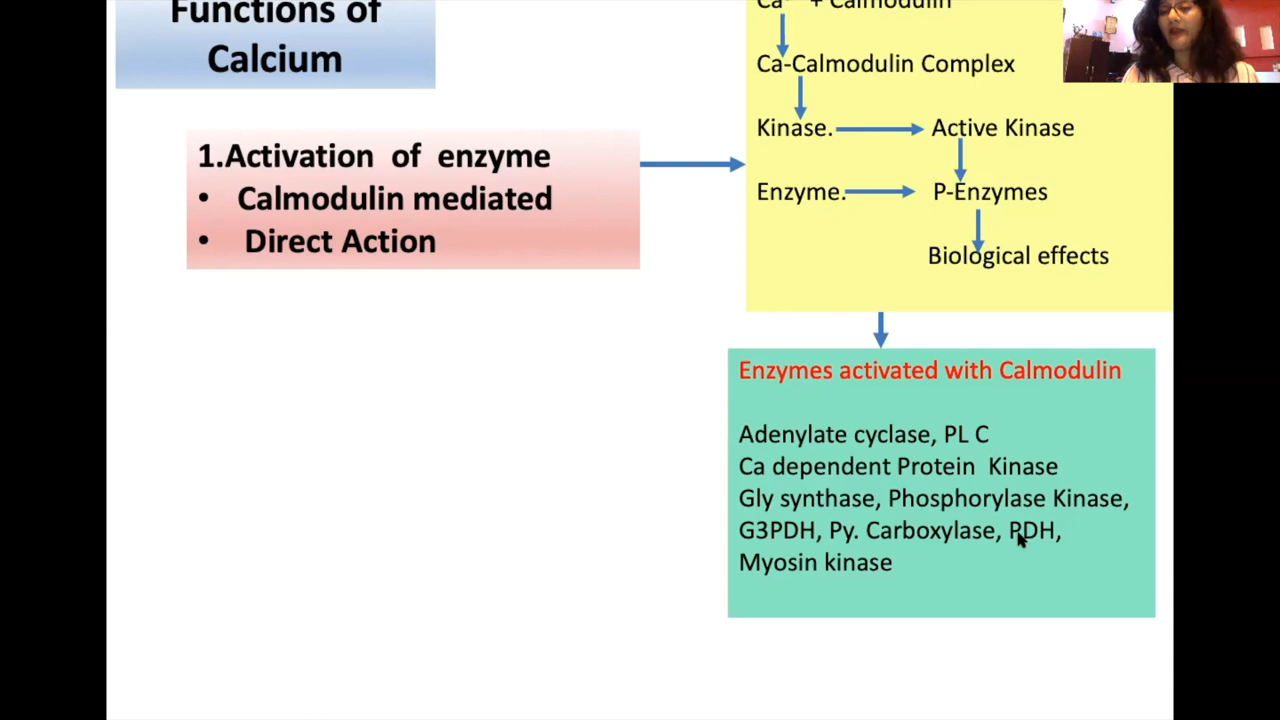 Functions of
Calcium
1.Activation of enzyme
• Calmodulin mediated
• Direct Action
+ Calmodulin
Ca-Calmodulin Complex
Kinase. Active Kinase
Enzyme. P-Enzymes
Biological effects
Enzymes activated with Calmodulin
Adenylate cyclase, PL C
Ca dependent Protein Kinase
Gly synthase, Phosphorylase Kinase,
G3PDH, Py. Carboxylase, PDH,
Myosin kinase